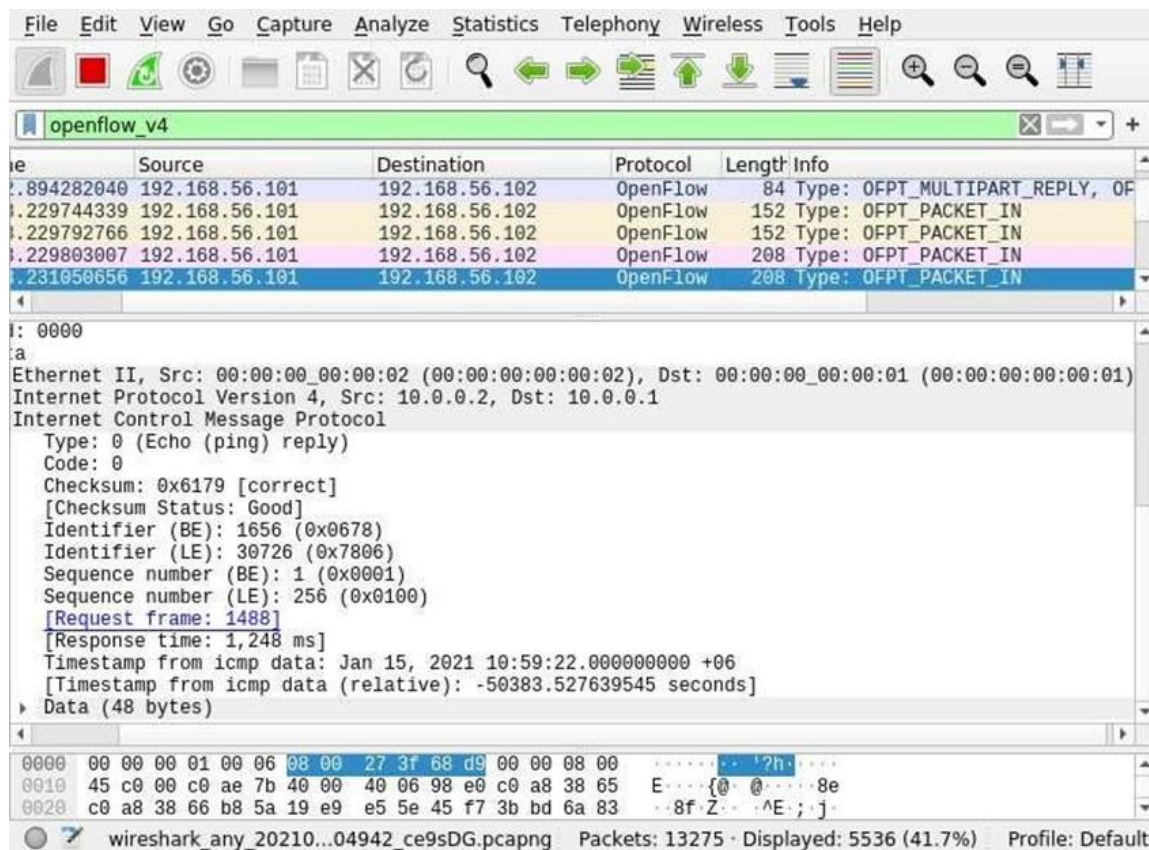 File Edit View Go Capture Analyze Statistics Telephony Wireless Tools Help
openflow_v4
ie Source Destination Protocol Length Info
.894282040 192.168.56.101 192.168.56.102 OpenFlow 84 Type: OFPT_MULTIPART_REPLY, OF
.229744339 192.168.56.101 192.168.56.102 OpenFlow 152 Type: OFPT_PACKET_IN
.229792766 192.168.56.101 192.168.56.102 OpenFlow 152 Type: OFPT_PACKET_IN
.229803007 192.168.56.101 192.168.56.102 OpenFlow 208 Type: OFPT_PACKET_IN
.231050656 192.168.56.101 192.168.56.102 OpenFlow 208 Type: OFPT_PACKET_IN
d: 0000
ta
Ethernet II, Src: 00:00:00_00:00:02 (00:00:00:00:00:02), Dst: 00:00:00_00:00:01 (00:00:00:00:00:01)
Internet Protocol Version 4, Src: 10.0.0.2, Dst: 10.0.0.1
Internet Control Message Protocol
Type: 0 (Echo (ping) reply)
Code: 0
Checksum: 0x6179 [correct]
[Checksum Status: Good]
Identifier (BE): 1656 (0x0678)
Identifier (LE): 30726 (0x7806)
Sequence number (BE): 1 (0x0001)
Sequence number (LE): 256 (0x0100)
[Request frame: 1488]
[Response time: 1,248 ms]
Timestamp from icmp data: Jan 15, 2021 10:59:22.000000000 +06
[Timestamp from icmp data (relative): -50383.527639545 seconds]
Data (48 bytes)
0000 00 00 00 01 00 06 08 00 27 3f 68 d9 00 00 08 00 ········ '?h·····
0010 45 c0 00 c0 ae 7b 40 00 40 06 98 e0 c0 a8 38 65 E····{@· @·····8e
0020 c0 a8 38 66 b8 5a 19 e9 e5 5e 45 f7 3b bd 6a 83 ··8f·Z·· ·^E·;·j·
wireshark_any_20210...04942_ce9sDG.pcapng Packets: 13275 · Displayed: 5536 (41.7%) Profile: Default